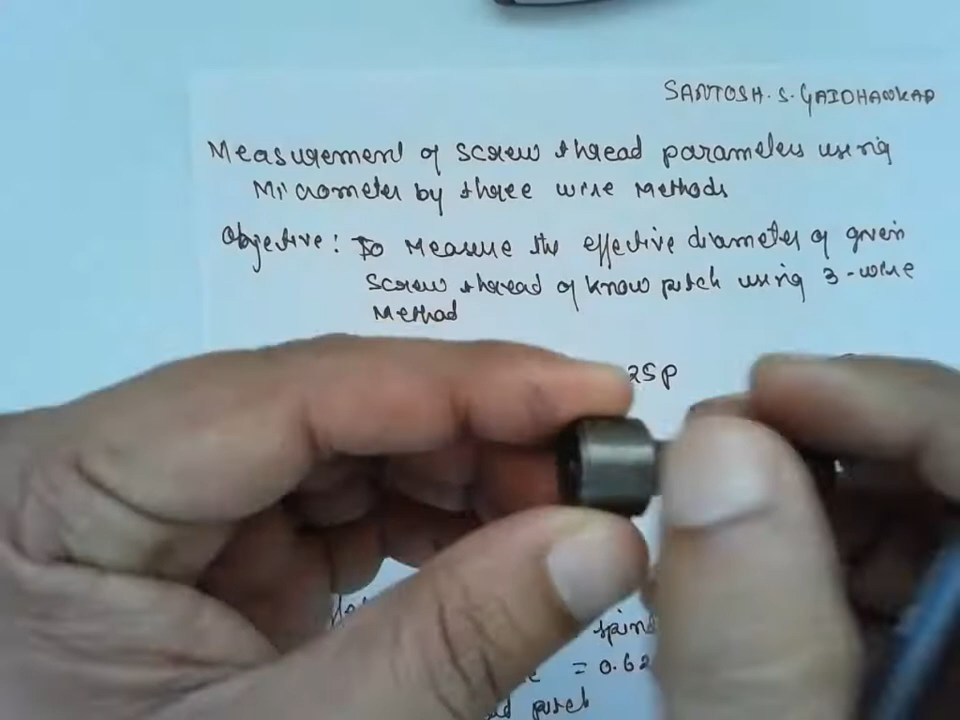 SANTOSH. S. GAIDHANKAR
Measurement of screw thread parameters using
Micrometer by three wire Methods
Objective: To Measure the effective diameter of given
Screw thread of know pitch using 3-wire
Method
25P
= 0.62
pitch